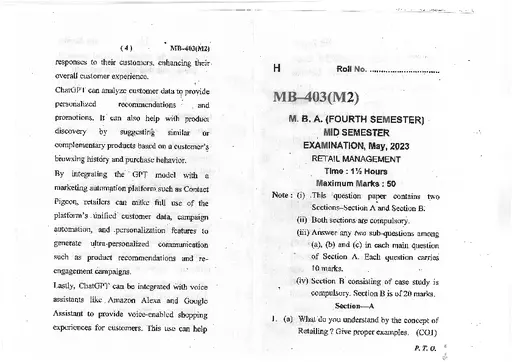 ( 4 ) MB–403(M2)
responses to their customers, enhancing their
overall customer experience.
ChatGPT can analyze customer data to provide
personalized recommendations and
promotions. It can also help with product
discovery by suggesting similar or
complementary products based on a customer's
browsing history and purchase behavior.
By integrating the GPT model with a
marketing automation platform such as Contact
Pigeon, retailers can make full use of the
platform's unified customer data, campaign
automation, and personalization features to
generate ultra-personalized communication
such as product recommendations and re-
engagement campaigns.
Lastly, ChatGPT can be integrated with voice
assistants like Amazon Alexa and Google
Assistant to provide voice-enabled shopping
experiences for customers. This use can help
H Roll No. ..............................
MB–403(M2)
M. B. A. (FOURTH SEMESTER)
MID SEMESTER
EXAMINATION, May, 2023
RETAIL MANAGEMENT
Time : 1½ Hours
Maximum Marks : 50
Note : (i) This question paper contains two
Sections–Section A and Section B.
(ii) Both sections are compulsory.
(iii) Answer any two sub-questions among
(a), (b) and (c) in each main question
of Section A. Each question carries
10 marks.
(iv) Section B consisting of case study is
compulsory. Section B is of 20 marks.
Section—A
1. (a) What do you understand by the concept of
Retailing ? Give proper examples. (CO1)
P. T. O.